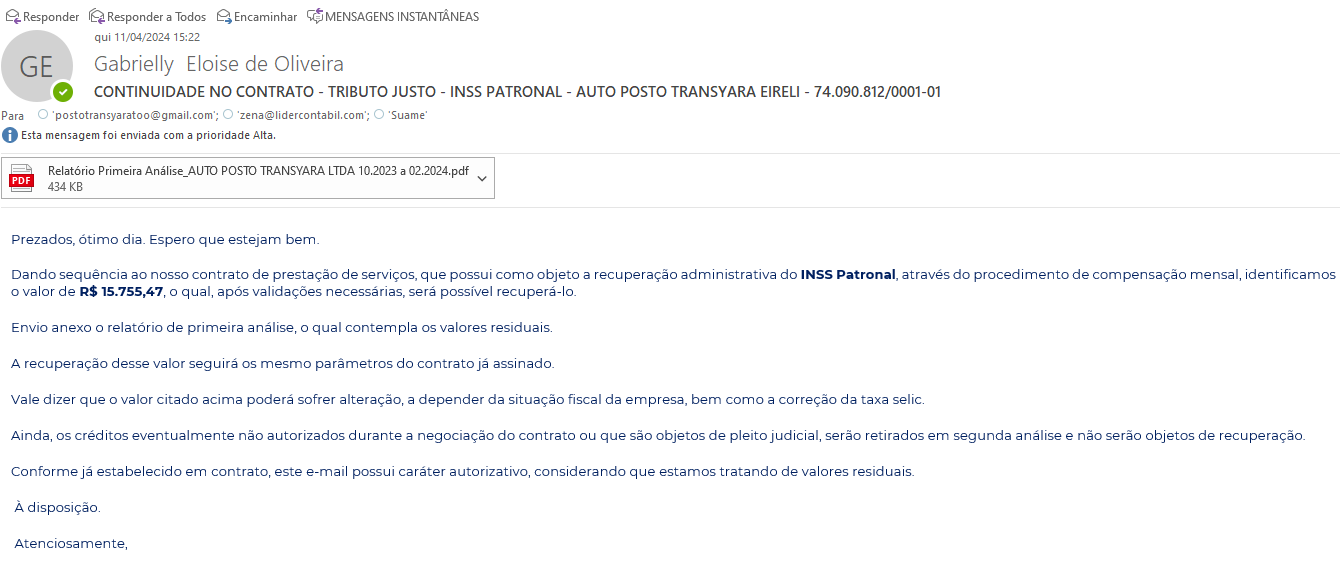 Responder Responder a Todos Encaminhar MENSAGENS INSTANTÂNEAS
qui 11/04/2024 15:22
GE
Gabrielly Eloise de Oliveira
CONTINUIDADE NO CONTRATO - TRIBUTO JUSTO - INSS PATRONAL - AUTO POSTO TRANSYARA EIRELI - 74.090.812/0001-01
Para 'postotransyaratoo@gmail.com'; 'zena@lidercontabil.com'; 'Suame'
Esta mensagem foi enviada com a prioridade Alta.
PDF
Relatório Primeira Análise_AUTO POSTO TRANSYARA LTDA 10.2023 a 02.2024.pdf
434 KB
Prezados, ótimo dia. Espero que estejam bem.
Dando sequência ao nosso contrato de prestação de serviços, que possui como objeto a recuperação administrativa do INSS Patronal, através do procedimento de compensação mensal, identificamos
o valor de R$ 15.755,47, o qual, após validações necessárias, será possível recuperá-lo.
Envio anexo o relatório de primeira análise, o qual contempla os valores residuais.
A recuperação desse valor seguirá os mesmo parâmetros do contrato já assinado.
Vale dizer que o valor citado acima poderá sofrer alteração, a depender da situação fiscal da empresa, bem como a correção da taxa selic.
Ainda, os créditos eventualmente não autorizados durante a negociação do contrato ou que são objetos de pleito judicial, serão retirados em segunda análise e não serão objetos de recuperação.
Conforme já estabelecido em contrato, este e-mail possui caráter autorizativo, considerando que estamos tratando de valores residuais.
À disposição.
Atenciosamente,